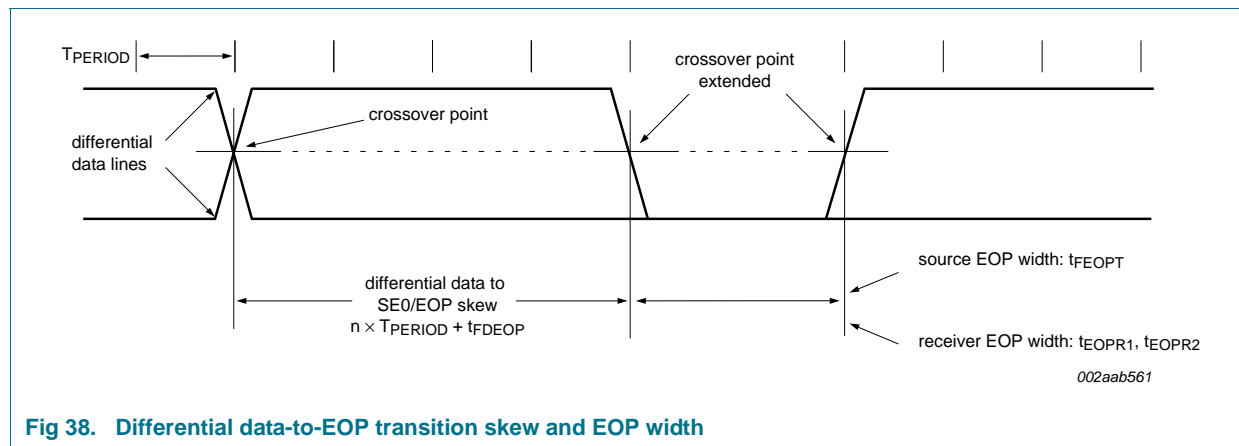 TPERIOD
crossover point
extended
crossover point
differential
data lines
differential data to
SE0/EOP skew
n × TPERIOD + tFDEOP
source EOP width: tFEOPT
receiver EOP width: tEOPR1, tEOPR2
002aab561
Fig 38. Differential data-to-EOP transition skew and EOP width